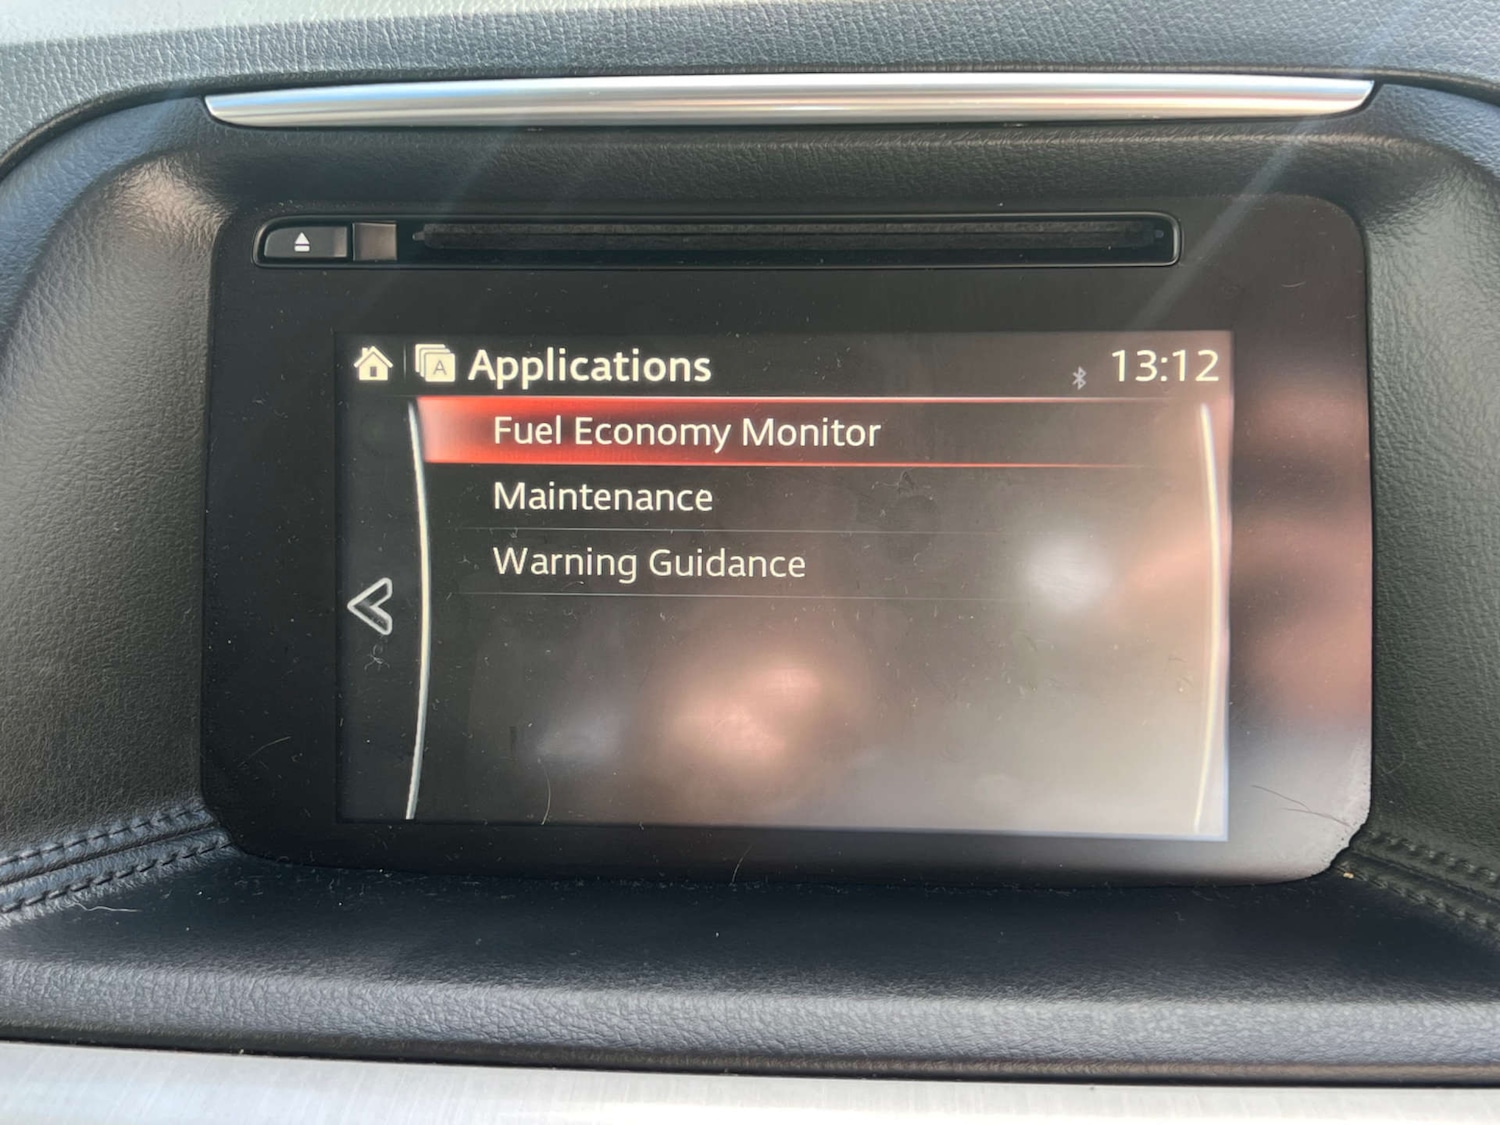 Applications 13:12
Fuel Economy Monitor
Maintenance
Warning Guidance